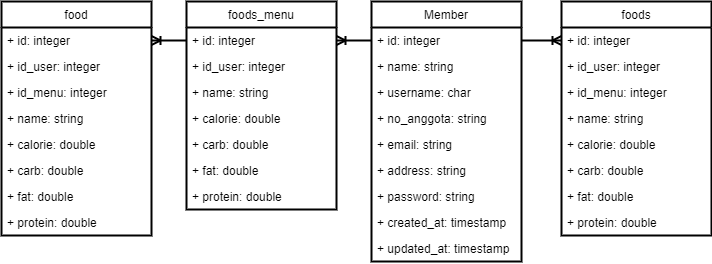 food
+ id: integer
+ id_user: integer
+ id_menu: integer
+ name: string
+ calorie: double
+ carb: double
+ fat: double
+ protein: double
foods_menu
+ id: integer
+ id_user: integer
+ name: string
+ calorie: double
+ carb: double
+ fat: double
+ protein: double
Member
+ id: integer
+ name: string
+ username: char
+ no_anggota: string
+ email: string
+ address: string
+ password: string
+ created_at: timestamp
+ updated_at: timestamp
foods
+ id: integer
+ id_user: integer
+ id_menu: integer
+ name: string
+ calorie: double
+ carb: double
+ fat: double
+ protein: double